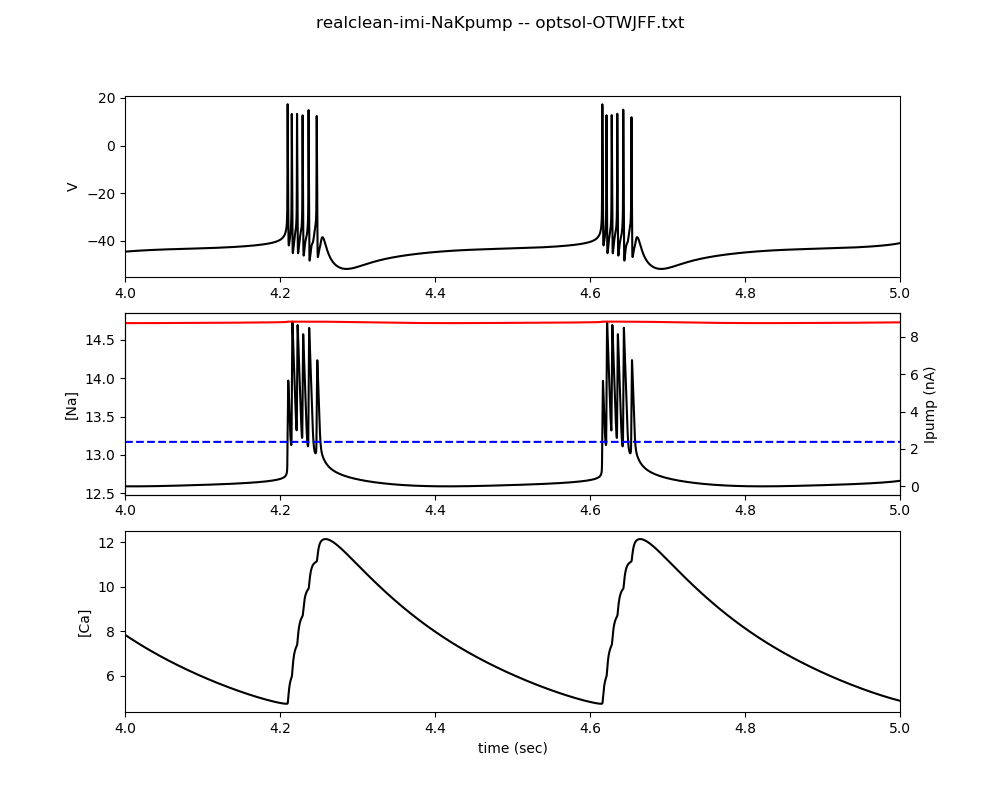 realclean-imi-NaKpump -- optsol-OTWJFF.txt
20
0
−20
−40
V
4.0 4.2 4.4 4.6 4.8 5.0
14.5
14.0
13.5
13.0
12.5
[Na]
8
6
4
2
0
Ipump (nA)
4.0 4.2 4.4 4.6 4.8 5.0
12
10
8
6
[Ca]
4.0 4.2 4.4 4.6 4.8 5.0
time (sec)